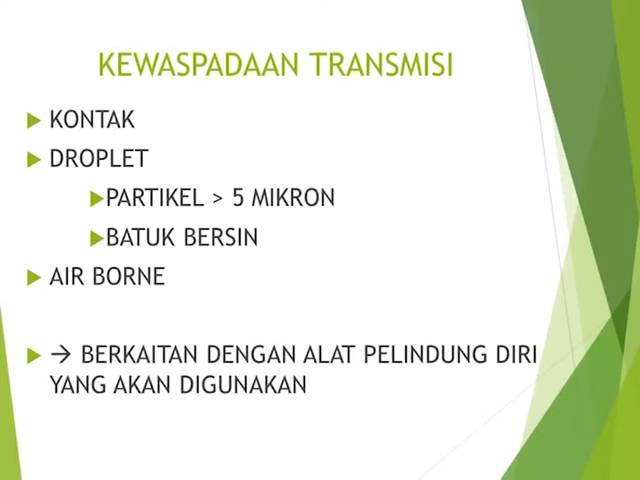 KEWASPADAAN TRANSMISI
▶ KONTAK
▶ DROPLET
▶ PARTIKEL > 5 MIKRON
▶ BATUK BERSIN
▶ AIR BORNE
▶ → BERKAITAN DENGAN ALAT PELINDUNG DIRI
YANG AKAN DIGUNAKAN